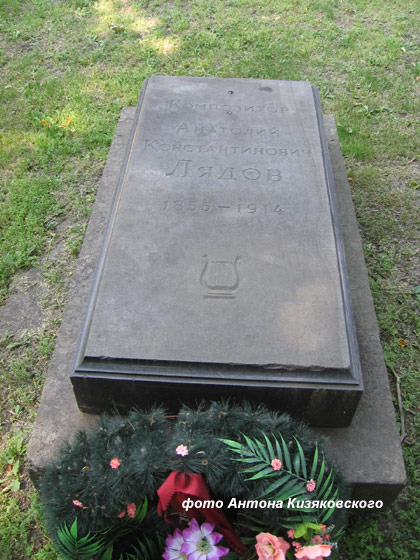 Композитор
Анатолий
Константинович
Лядов
1855–1914
фото Антона Кизяковского